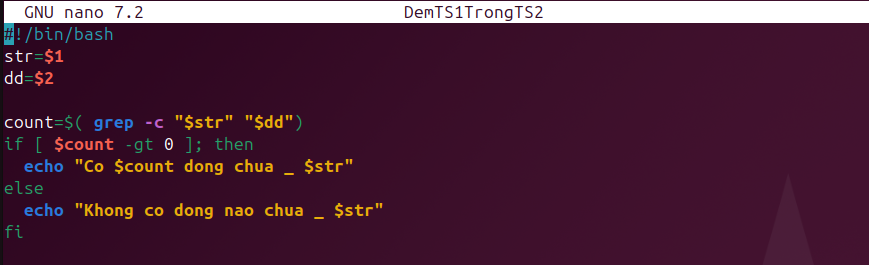 GNU nano 7.2 DemTS1TrongTS2
#!/bin/bash
str=$1
dd=$2
count=$( grep -c "$str" "$dd")
if [ $count -gt 0 ]; then
  echo "Co $count dong chua _ $str"
else
  echo "Khong co dong nao chua _ $str"
fi